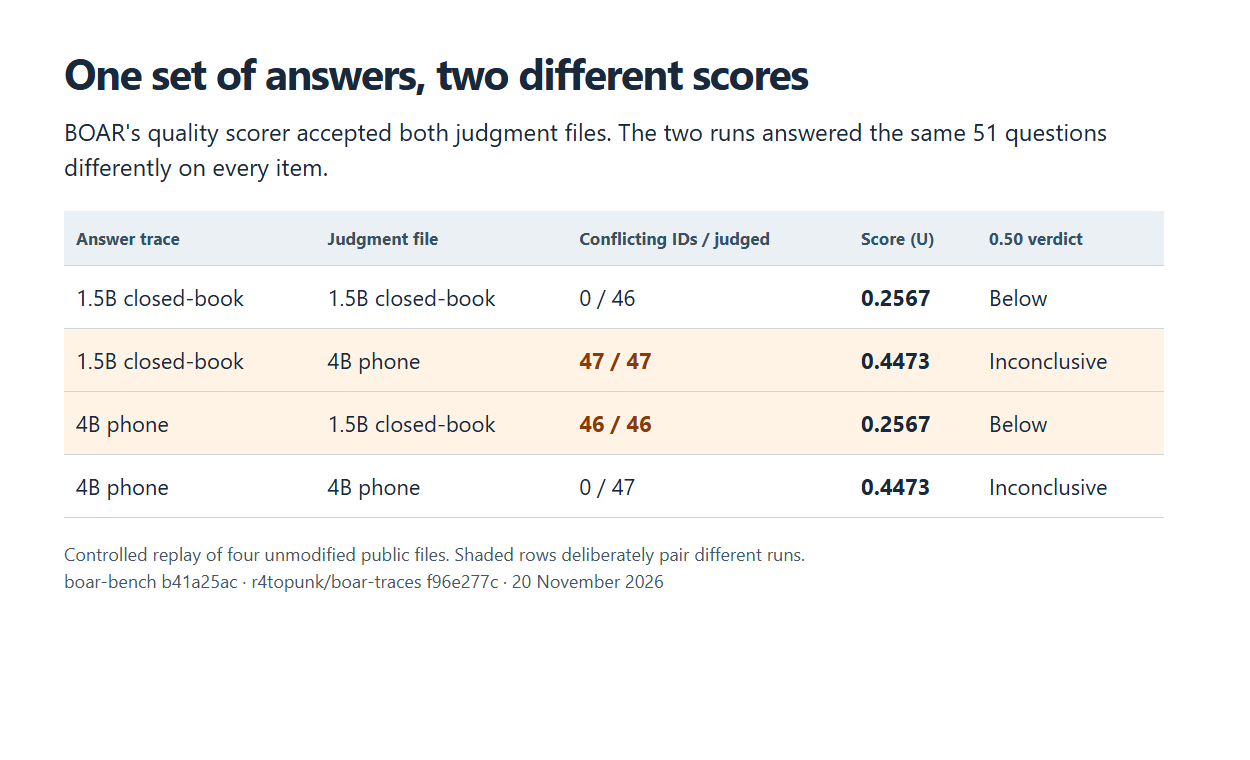 One set of answers, two different scores
BOAR's quality scorer accepted both judgment files. The two runs answered the same 51 questions
differently on every item.
Answer trace Judgment file Conflicting IDs / judged Score (U) 0.50 verdict
1.5B closed-book 1.5B closed-book 0 / 46 0.2567 Below
1.5B closed-book 4B phone 47 / 47 0.4473 Inconclusive
4B phone 1.5B closed-book 46 / 46 0.2567 Below
4B phone 4B phone 0 / 47 0.4473 Inconclusive
Controlled replay of four unmodified public files. Shaded rows deliberately pair different runs.
boar-bench b41a25ac · r4topunk/boar-traces f96e277c · 20 November 2026